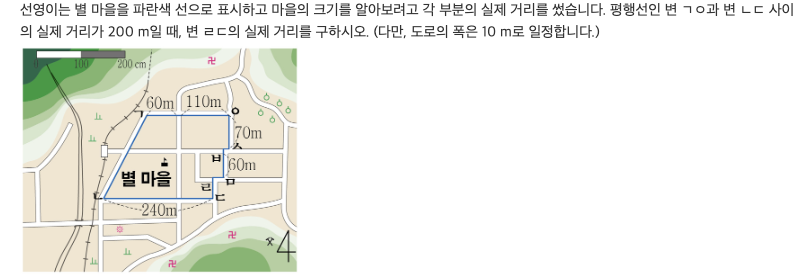 선영이는 별 마을을 파란색 선으로 표시하고 마을의 크기를 알아보려고 각 부분의 실제 거리를 썼습니다. 평행선인 변 ㄱㅇ과 변 ㄴㄷ 사이
의 실제 거리가 200 m일 때, 변 ㄹㄷ의 실제 거리를 구하시오. (다만, 도로의 폭은 10 m로 일정합니다.)
0 100 200 cm
60m 110m
ㄱ ㅇ
70m
ㅅ
ㅂ 60m
별 마을 ㄹ ㅁ
ㄴ ㄷ
240m
4